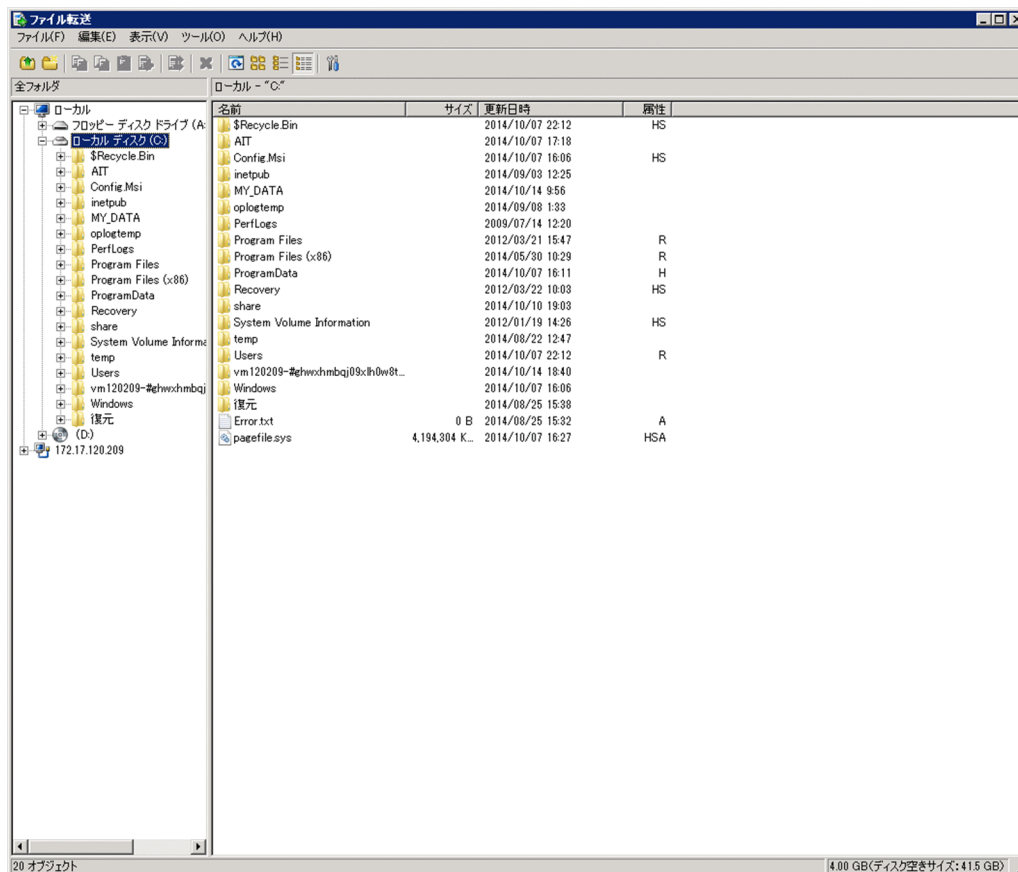 ファイル転送
ファイル(F) 編集(E) 表示(V) ツール(O) ヘルプ(H)
全フォルダ
ローカル - "C:"
ローカル
フロッピー ディスク ドライブ (A:
ローカル ディスク (C:)
$Recycle.Bin
AIT
Config.Msi
inetpub
MY_DATA
oplogtemp
PerfLogs
Program Files
Program Files (x86)
ProgramData
Recovery
share
System Volume Informa
temp
Users
vm120209-#ghwxhmbqj
Windows
復元
(D:)
172.17.120.209
名前 サイズ 更新日時 属性
$Recycle.Bin 2014/10/07 22:12 HS
AIT 2014/10/07 17:18
Config.Msi 2014/10/07 16:06 HS
inetpub 2014/09/03 12:25
MY_DATA 2014/10/14 9:56
oplogtemp 2014/09/08 1:33
PerfLogs 2009/07/14 12:20
Program Files 2012/03/21 15:47 R
Program Files (x86) 2014/05/30 10:29 R
ProgramData 2014/10/07 16:11 H
Recovery 2012/03/22 10:03 HS
share 2014/10/10 19:03
System Volume Information 2012/01/19 14:26 HS
temp 2014/08/22 12:47
Users 2014/10/07 22:12 R
vm120209-#ghwxhmbqj09xlh0w8t... 2014/10/14 18:40
Windows 2014/10/07 16:06
復元 2014/08/25 15:38
Error.txt 0 B 2014/08/25 15:32 A
pagefile.sys 4,194,304 K... 2014/10/07 16:27 HSA
20 オブジェクト
4.00 GB(ディスク空きサイズ: 41.5 GB)